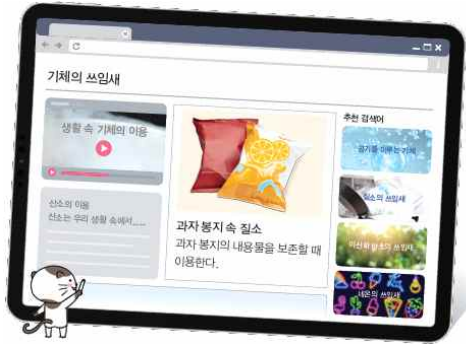 기체의 쓰임새
생활 속 기체의 이용
산소의 이용
산소는 우리 생활 속에서......
과자 봉지 속 질소
과자 봉지의 내용물을 보존할 때
이용한다.
추천 검색어
공기를 이루는 기체
질소의 쓰임새
이산화 탄소의 쓰임새
네온의 쓰임새